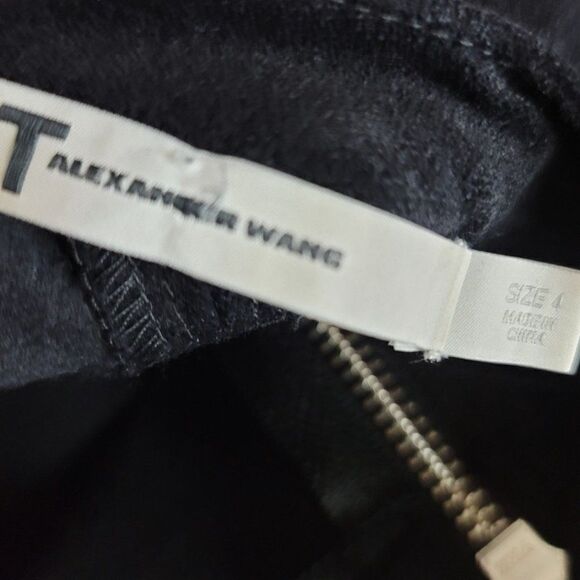 T ALEXANDER WANG
SIZE 4
MADE IN
CHINA